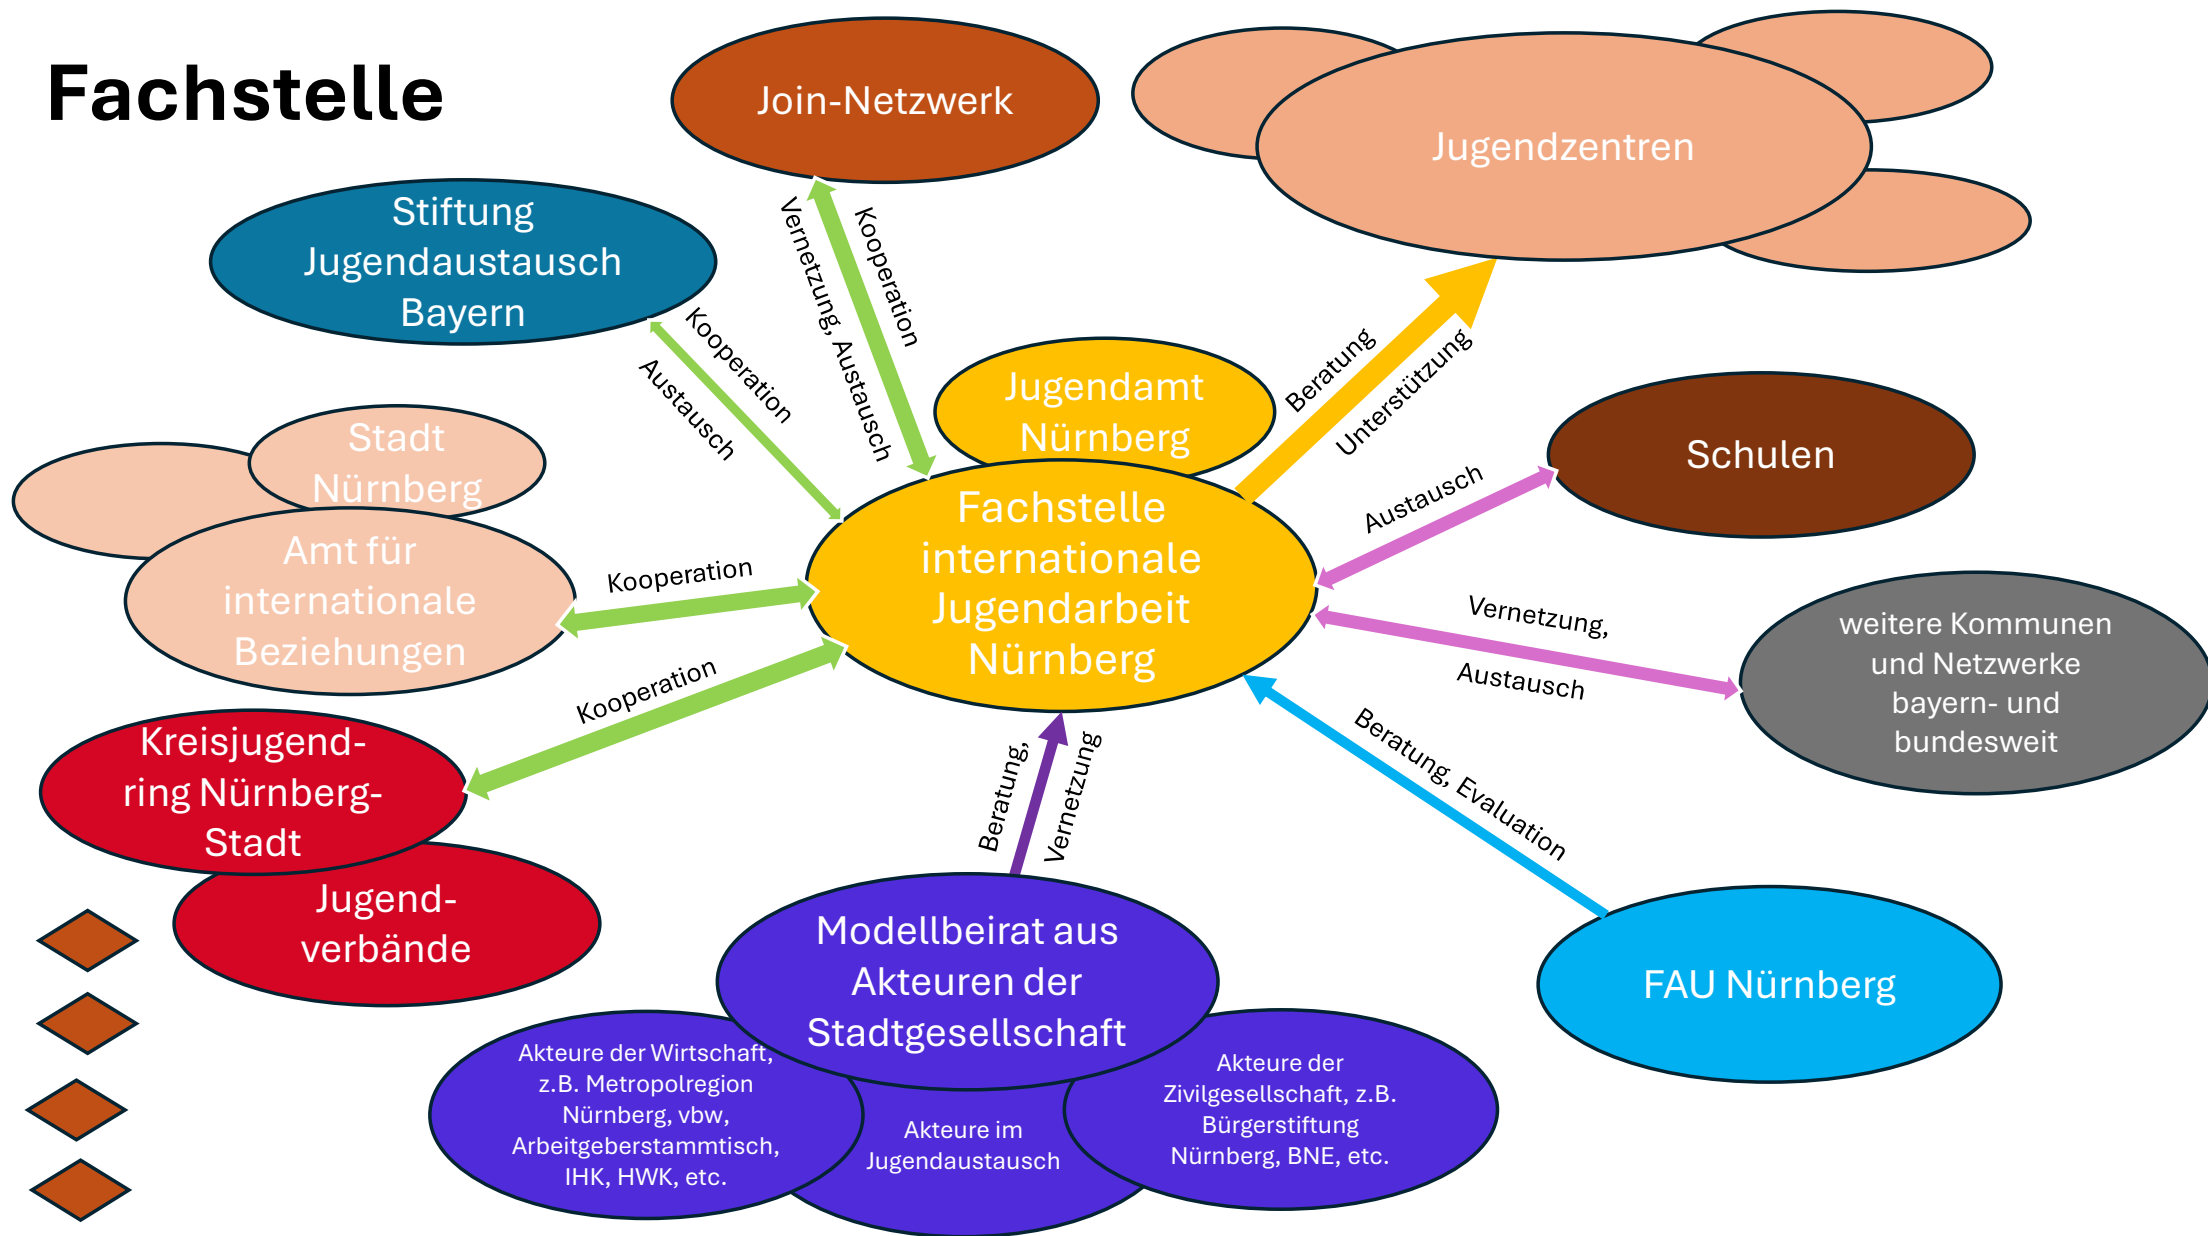 Fachstelle
Join-Netzwerk
Jugendzentren
Stiftung
Jugendaustausch
Bayern
Kooperation
Vernetzung, Austausch
Kooperation
Austausch
Beratung
Unterstützung
Jugendamt
Nürnberg
Stadt
Nürnberg
Amt für
internationale
Beziehungen
Kooperation
Fachstelle
internationale
Jugendarbeit
Nürnberg
Austausch
Schulen
Vernetzung,
Austausch
weitere Kommunen
und Netzwerke
bayern- und
bundesweit
Kooperation
Kreisjugend-
ring Nürnberg-
Stadt
Jugend-
verbände
Beratung,
Vernetzung
Beratung, Evaluation
FAU Nürnberg
Modellbeirat aus
Akteuren der
Stadtgesellschaft
Akteure der Wirtschaft,
z.B. Metropolregion
Nürnberg, vbw,
Arbeitgeberstammtisch,
IHK, HWK, etc.
Akteure im
Jugendaustausch
Akteure der
Zivilgesellschaft, z.B.
Bürgerstiftung
Nürnberg, BNE, etc.